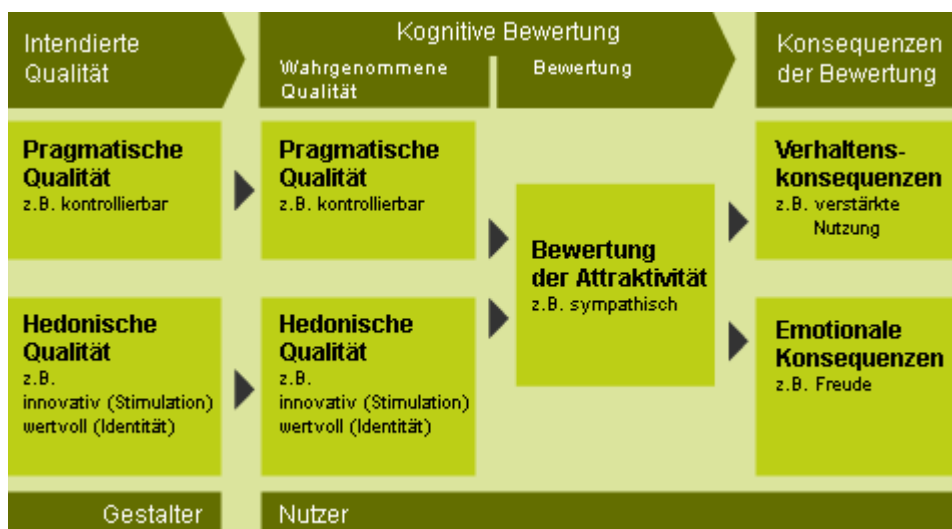 Intendierte
Qualität
Kognitive Bewertung
Wahrgenommene
Qualität
Bewertung
Konsequenzen
der Bewertung
Pragmatische
Qualität
z.B. kontrollierbar
Pragmatische
Qualität
z.B. kontrollierbar
Bewertung
der Attraktivität
z.B. sympathisch
Verhaltens-
konsequenzen
z.B. verstärkte
Nutzung
Hedonische
Qualität
z.B.
innovativ (Stimulation)
wertvoll (Identität)
Hedonische
Qualität
z.B.
innovativ (Stimulation)
wertvoll (Identität)
Emotionale
Konsequenzen
z.B. Freude
Gestalter
Nutzer